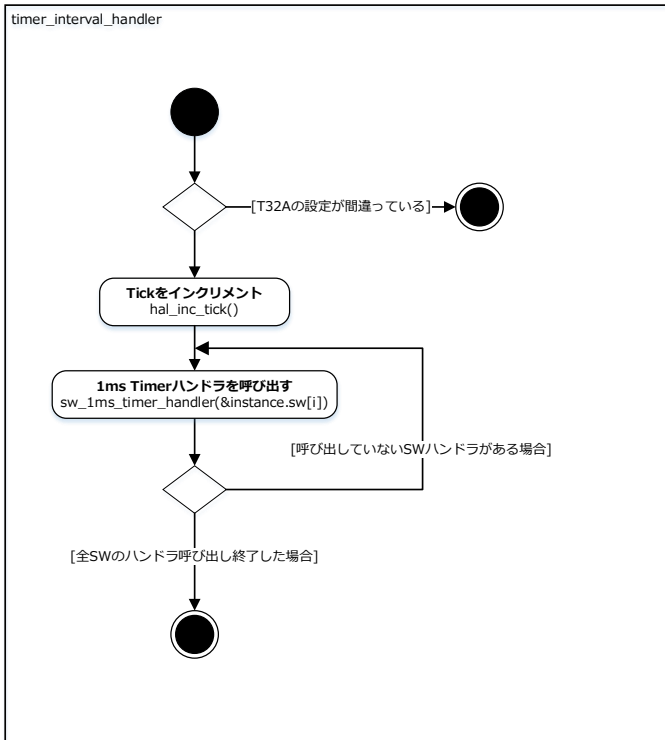 timer_interval_handler
[T32Aの設定が間違っている]
Tickをインクリメント
hal_inc_tick()
1ms Timerハンドラを呼び出す
sw_1ms_timer_handler(&instance.sw[i])
[呼び出していないSWハンドラがある場合]
[全SWのハンドラ呼び出し終了した場合]